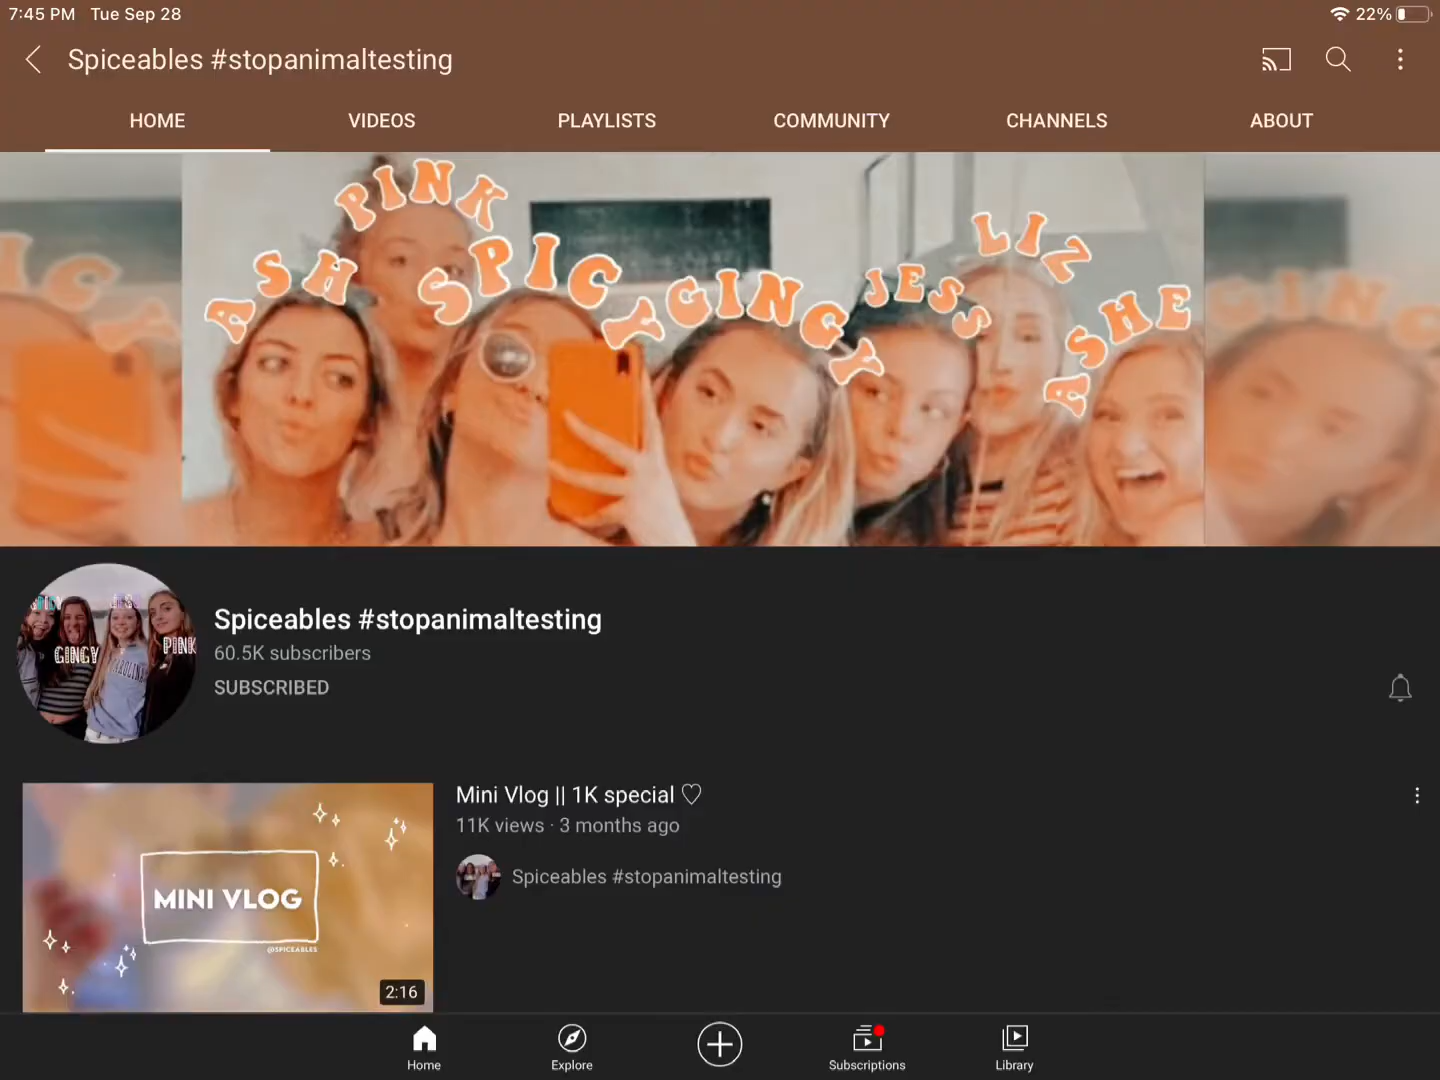 7:45 PM Tue Sep 28
22%
Spiceables #stopanimaltesting
HOME VIDEOS PLAYLISTS COMMUNITY CHANNELS ABOUT
PINK
ASH SPICY GINGY JESS LIZ ASHE
GINGY
PINK
Spiceables #stopanimaltesting
60.5K subscribers
SUBSCRIBED
MINI VLOG
@SPICEABLES
2:16
Mini Vlog || 1K special ♡
11K views · 3 months ago
Spiceables #stopanimaltesting
Home Explore Subscriptions Library